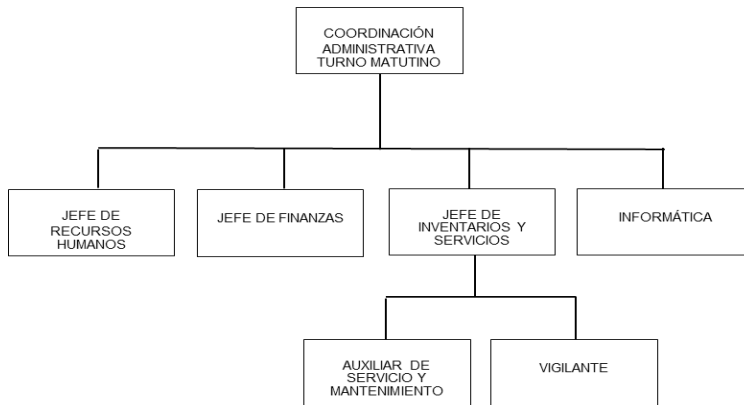 COORDINACIÓN
ADMINISTRATIVA
TURNO MATUTINO
JEFE DE
RECURSOS
HUMANOS
JEFE DE FINANZAS
JEFE DE
INVENTARIOS Y
SERVICIOS
INFORMÁTICA
AUXILIAR DE
SERVICIO Y
MANTENIMIENTO
VIGILANTE